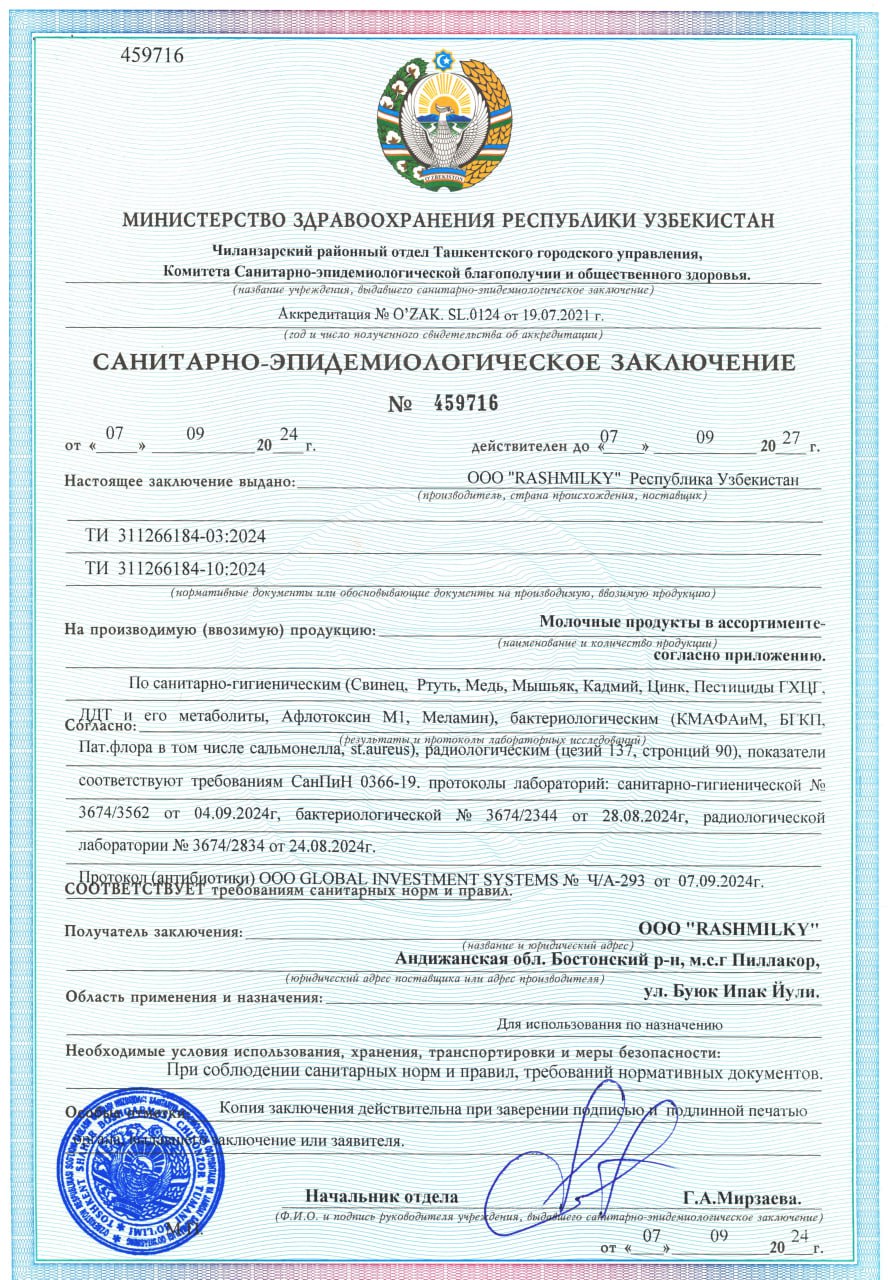 459716
МИНИСТЕРСТВО ЗДРАВООХРАНЕНИЯ РЕСПУБЛИКИ УЗБЕКИСТАН
Чиланзарский районный отдел Ташкентского городского управления,
Комитета Санитарно-эпидемиологической благополучии и общественного здоровья.
(название учреждения, выдавшего санитарно-эпидемиологическое заключение)
Аккредитация № O'ZAK. SL.0124 от 19.07.2021 г.
(год и число полученного свидетельства об аккредитации)
САНИТАРНО-ЭПИДЕМИОЛОГИЧЕСКОЕ ЗАКЛЮЧЕНИЕ
№ 459716
от «07» 09 2024 г. действителен до «07» 09 2027 г.
Настоящее заключение выдано: ООО "RASHMILKY" Республика Узбекистан
(производитель, страна происхождения, поставщик)
ТИ 311266184-03:2024
ТИ 311266184-10:2024
(нормативные документы или обосновывающие документы на производимую, ввозимую продукцию)
На производимую (ввозимую) продукцию: Молочные продукты в ассортименте-
(наименование и количество продукции)
согласно приложению.
По санитарно-гигиеническим (Свинец, Ртуть, Медь, Мышьяк, Кадмий, Цинк, Пестициды ГХЦГ,
ДДТ и его метаболиты, Афлотоксин М1, Меламин), бактериологическим (КМАФАиМ, БГКП,
Согласно:
(результаты и протоколы лабораторных исследований)
Пат.флора в том числе сальмонелла, st.aureus), радиологическим (цезий 137, стронций 90), показатели
соответствуют требованиям СанПиН 0366-19. протоколы лабораторий: санитарно-гигиенической №
3674/3562 от 04.09.2024г, бактериологической № 3674/2344 от 28.08.2024г, радиологической
лаборатории № 3674/2834 от 24.08.2024г.
Протокол (антибиотики) ООО GLOBAL INVESTMENT SYSTEMS № Ч/А-293 от 07.09.2024г.
СООТВЕТСТВУЕТ требованиям санитарных норм и правил.
Получатель заключения: ООО "RASHMILKY"
(название и юридический адрес)
Андижанская обл. Бостонский р-н, м.с.г Пиллакор,
(юридический адрес поставщика или адрес производителя)
Область применения и назначения: ул. Буюк Ипак Йули.
Для использования по назначению
Необходимые условия использования, хранения, транспортировки и меры безопасности:
При соблюдении санитарных норм и правил, требований нормативных документов.
Особые отметки: Копия заключения действительна при заверении подписью и подлинной печатью
органа выдавшего заключение или заявителя.
Начальник отдела Г.А.Мирзаева.
(Ф.И.О. и подпись руководителя учреждения, выдавшего санитарно-эпидемиологическое заключение)
М.П.
от «07» 09 2024 г.